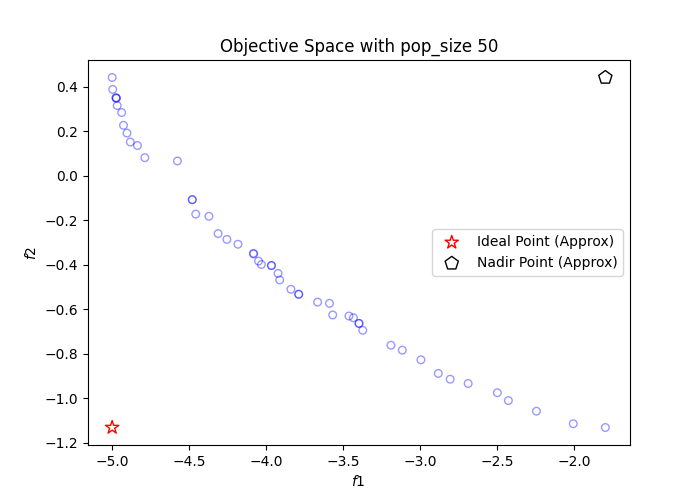 Objective Space with pop_size 50
0.4
0.2
0.0
−0.2
−0.4
−0.6
−0.8
−1.0
−1.2
f2
Ideal Point (Approx)
Nadir Point (Approx)
−5.0 −4.5 −4.0 −3.5 −3.0 −2.5 −2.0
f1